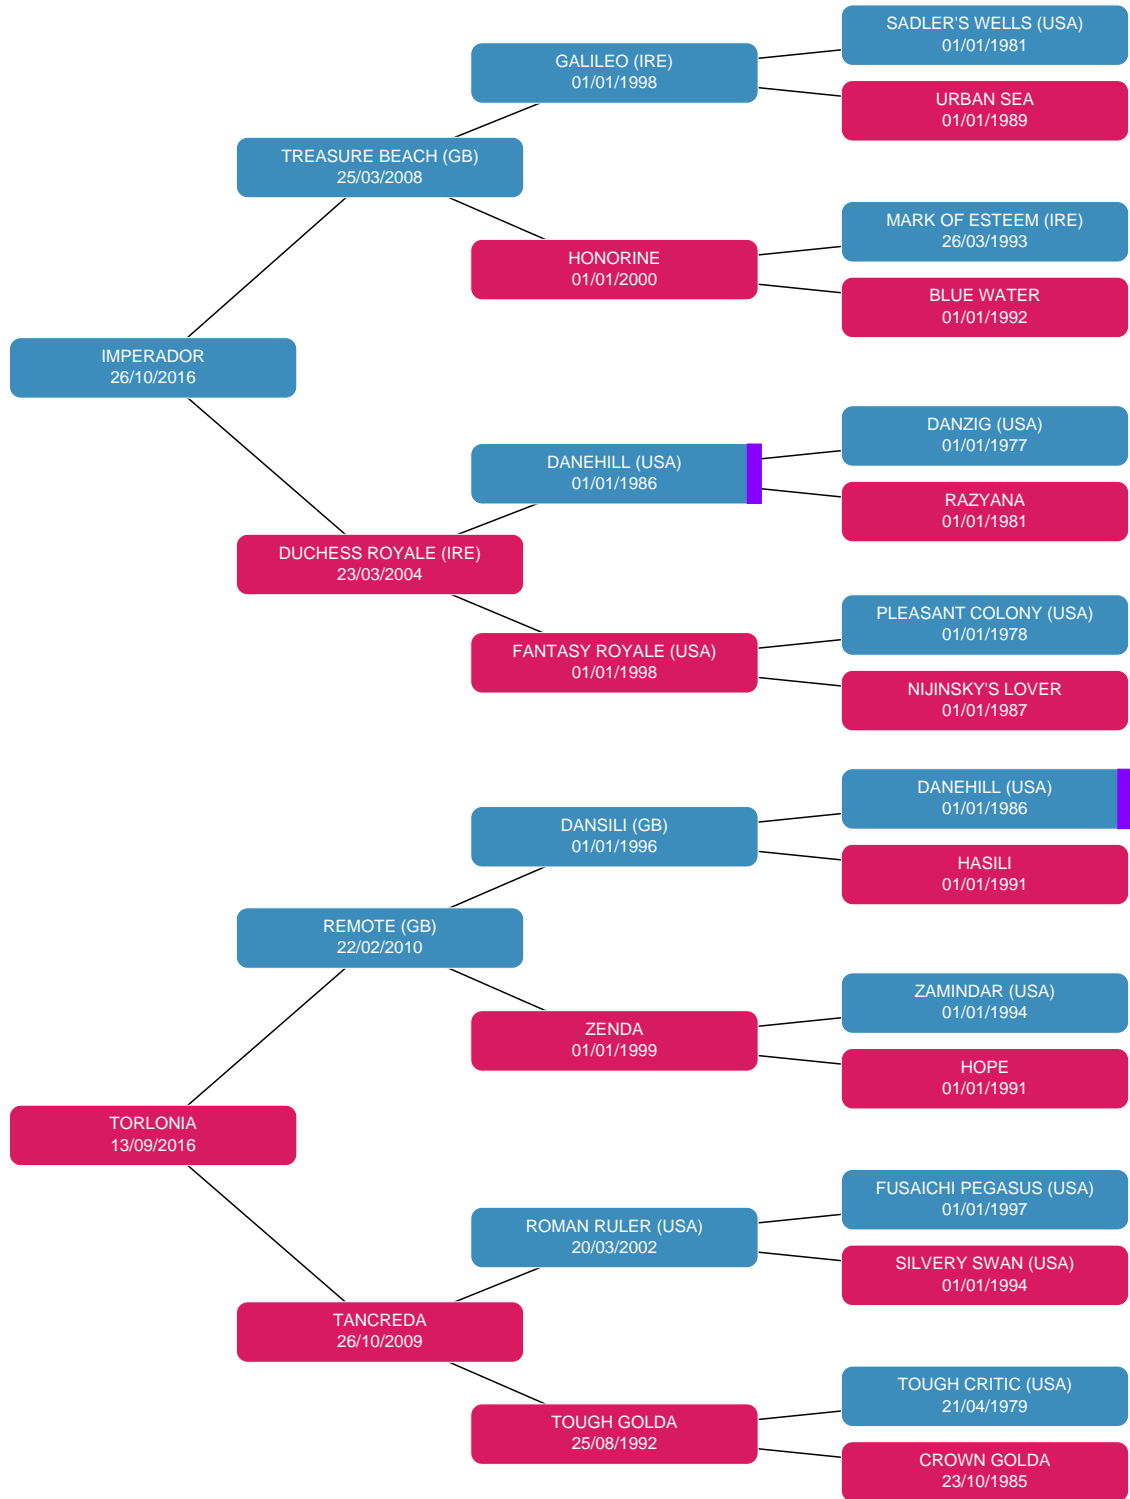 SADLER'S WELLS (USA)
01/01/1981
GALILEO (IRE)
01/01/1998
URBAN SEA
01/01/1989
TREASURE BEACH (GB)
25/03/2008
MARK OF ESTEEM (IRE)
26/03/1993
HONORINE
01/01/2000
BLUE WATER
01/01/1992
IMPERADOR
26/10/2016
DANZIG (USA)
01/01/1977
DANEHILL (USA)
01/01/1986
RAZYANA
01/01/1981
DUCHESS ROYALE (IRE)
23/03/2004
PLEASANT COLONY (USA)
01/01/1978
FANTASY ROYALE (USA)
01/01/1998
NIJINSKY'S LOVER
01/01/1987
DANEHILL (USA)
01/01/1986
DANSILI (GB)
01/01/1996
HASILI
01/01/1991
REMOTE (GB)
22/02/2010
ZAMINDAR (USA)
01/01/1994
ZENDA
01/01/1999
HOPE
01/01/1991
TORLONIA
13/09/2016
FUSAICHI PEGASUS (USA)
01/01/1997
ROMAN RULER (USA)
20/03/2002
SILVERY SWAN (USA)
01/01/1994
TANCREDA
26/10/2009
TOUGH CRITIC (USA)
21/04/1979
TOUGH GOLDA
25/08/1992
CROWN GOLDA
23/10/1985